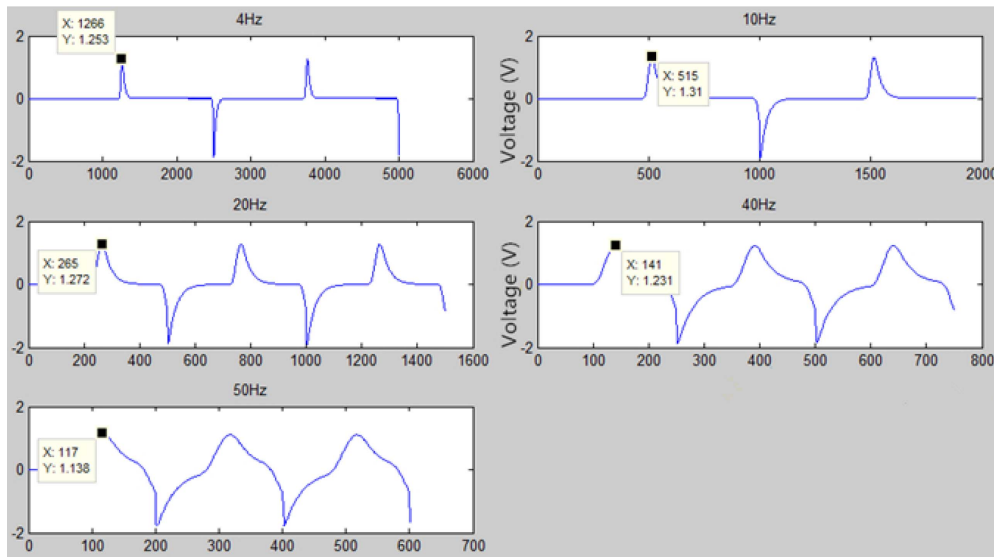 4Hz
X: 1266
Y: 1.253
2
0
-2
0 1000 2000 3000 4000 5000 6000
10Hz
Voltage (V)
X: 515
Y: 1.31
2
0
-2
0 500 1000 1500 2000
20Hz
X: 265
Y: 1.272
2
0
-2
0 200 400 600 800 1000 1200 1400 1600
40Hz
Voltage (V)
X: 141
Y: 1.231
2
0
-2
0 100 200 300 400 500 600 700 800
50Hz
X: 117
Y: 1.138
2
0
-2
0 100 200 300 400 500 600 700